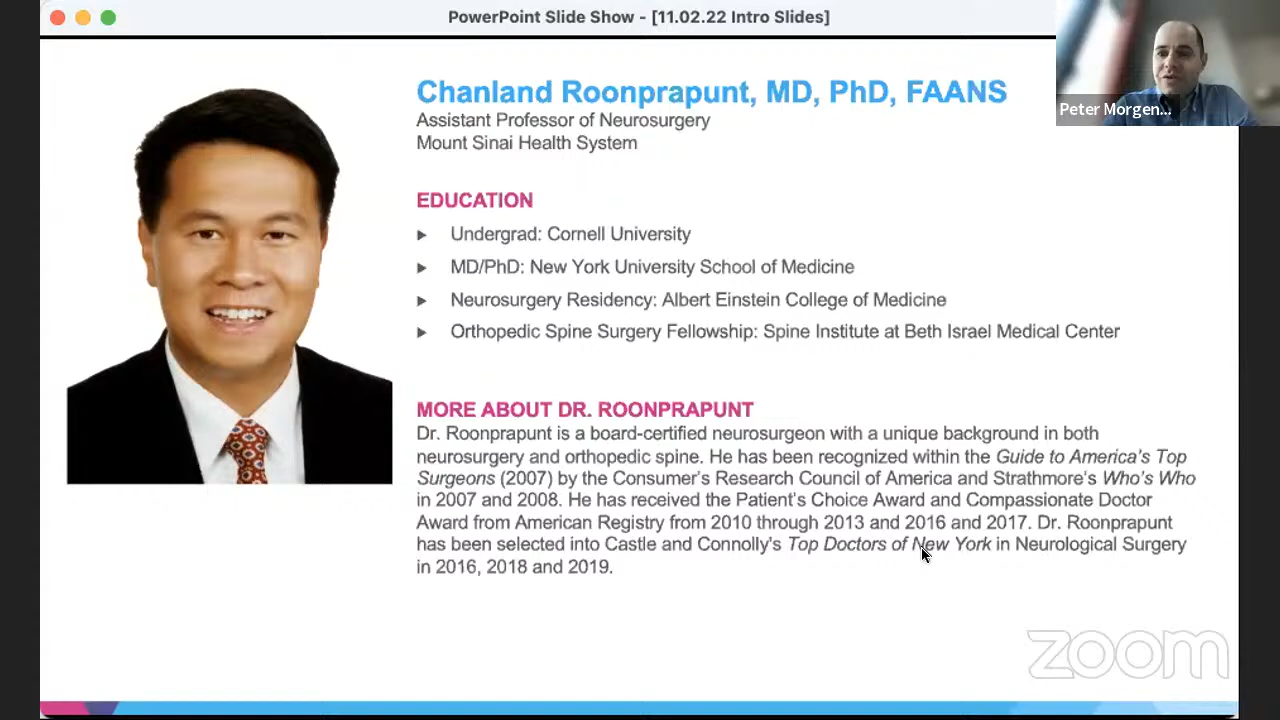 PowerPoint Slide Show - [11.02.22 Intro Slides]
Peter Morgen...
Chanland Roonprapunt, MD, PhD, FAANS
Assistant Professor of Neurosurgery
Mount Sinai Health System
EDUCATION
Undergrad: Cornell University
MD/PhD: New York University School of Medicine
Neurosurgery Residency: Albert Einstein College of Medicine
Orthopedic Spine Surgery Fellowship: Spine Institute at Beth Israel Medical Center
MORE ABOUT DR. ROONPRAPUNT
Dr. Roonprapunt is a board-certified neurosurgeon with a unique background in both
neurosurgery and orthopedic spine. He has been recognized within the Guide to America's Top
Surgeons (2007) by the Consumer's Research Council of America and Strathmore's Who's Who
in 2007 and 2008. He has received the Patient's Choice Award and Compassionate Doctor
Award from American Registry from 2010 through 2013 and 2016 and 2017. Dr. Roonprapunt
has been selected into Castle and Connolly's Top Doctors of New York in Neurological Surgery
in 2016, 2018 and 2019.
zoom